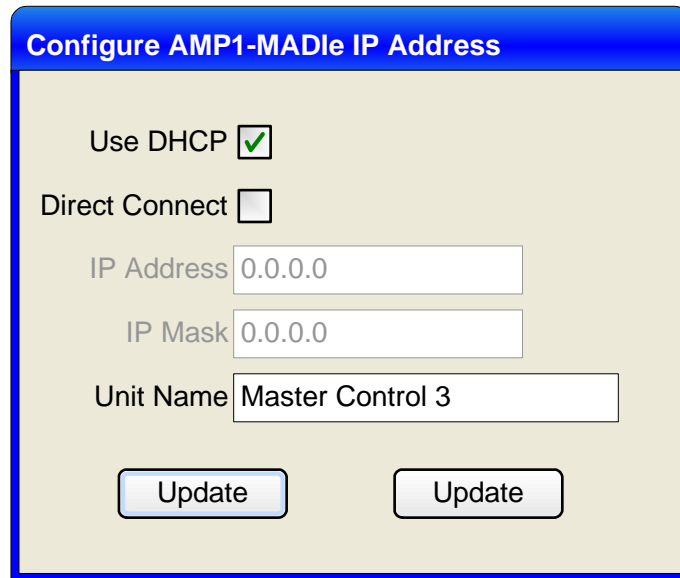 Configure AMP1-MADIe IP Address
Use DHCP
Direct Connect
IP Address 0.0.0.0
IP Mask 0.0.0.0
Unit Name Master Control 3
Update Update